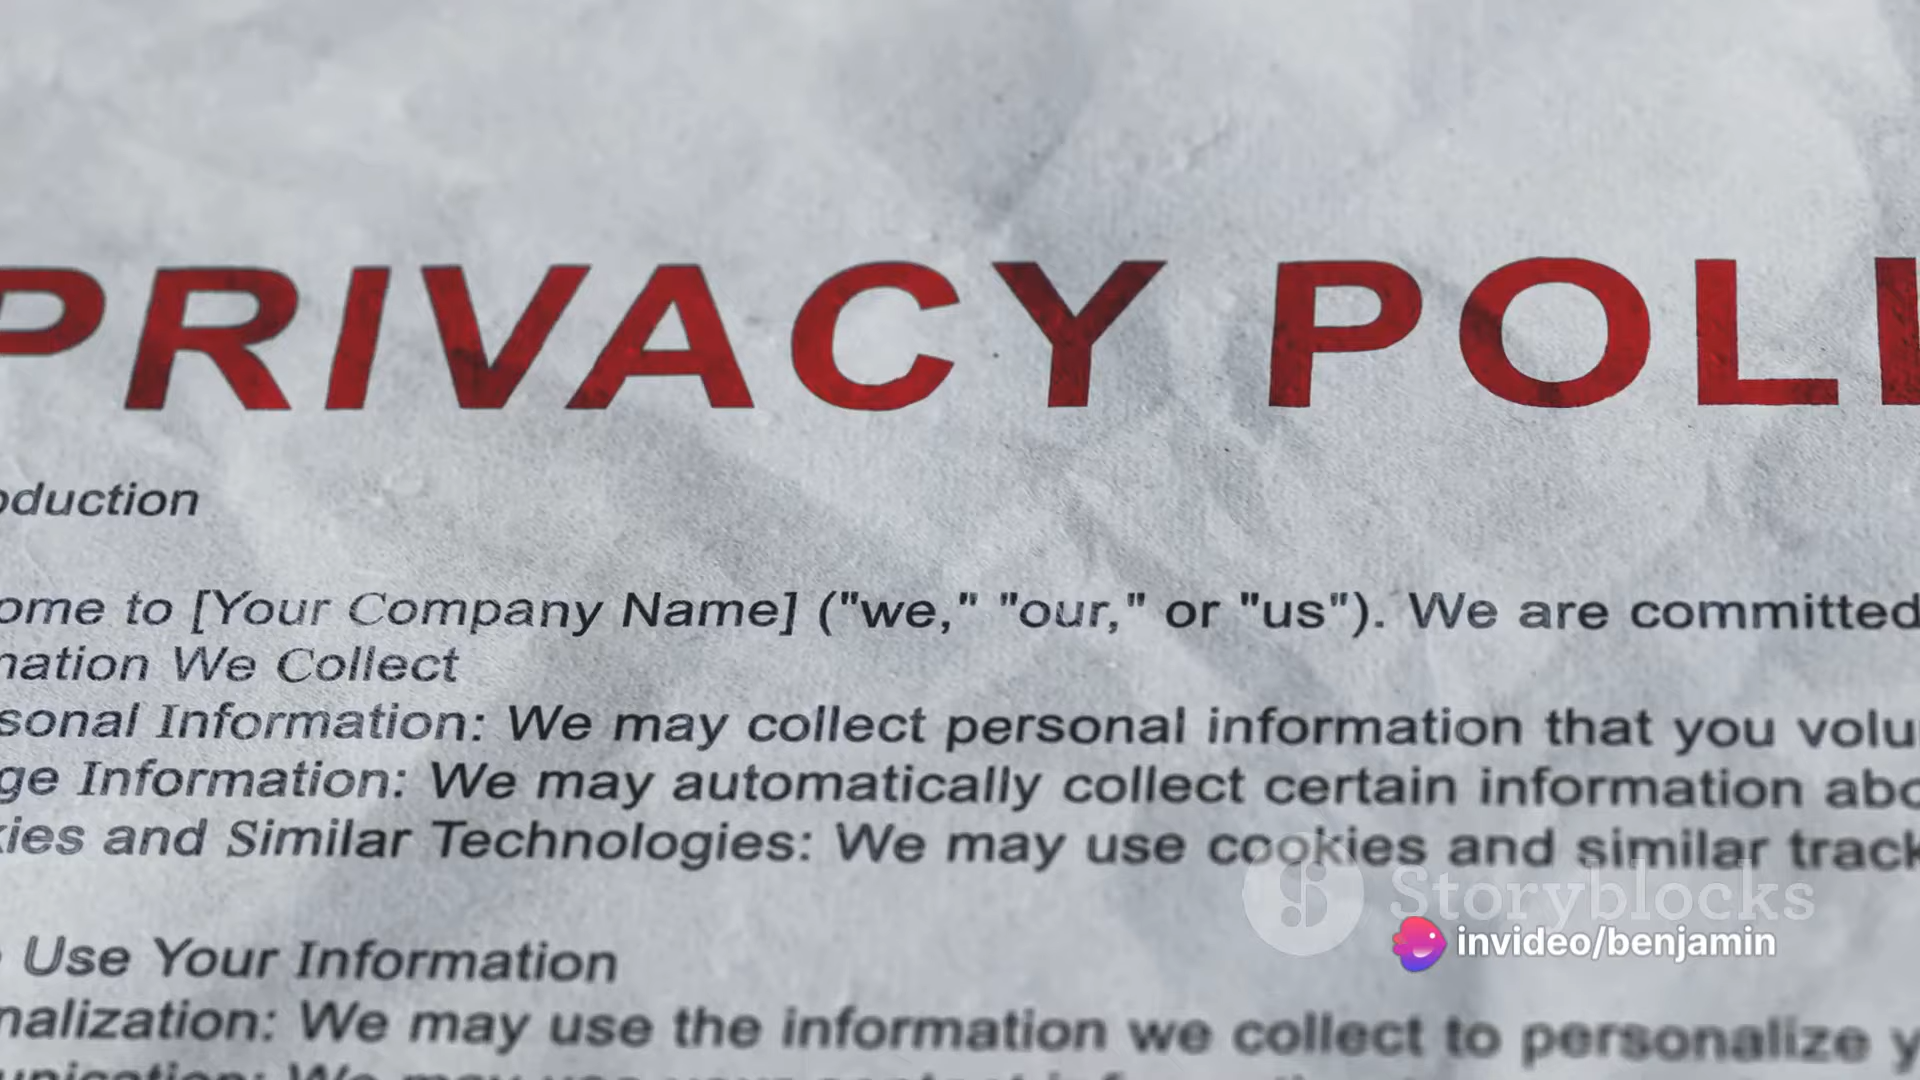 PRIVACY POLI
oduction
ome to [Your Company Name] ("we," "our," or "us"). We are committed
nation We Collect
sonal Information: We may collect personal information that you volu
ge Information: We may automatically collect certain information abo
kies and Similar Technologies: We may use cookies and similar track
Storyblocks
invideo/benjamin
Use Your Information
nalization: We may use the information we collect to personalize y